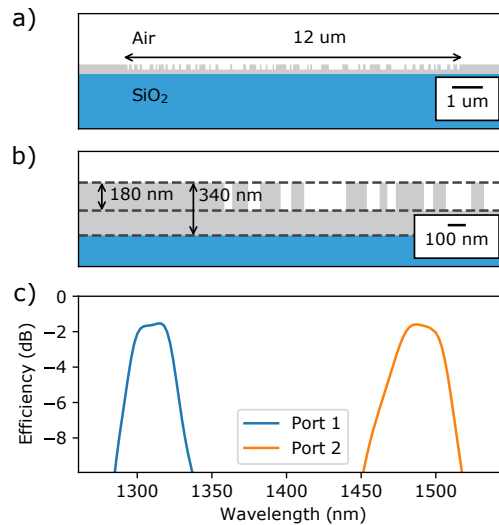 a)
Air
12 um
SiO₂
1 um
b)
180 nm
340 nm
100 nm
c)
0
−2
−4
−6
−8
Efficiency (dB)
Port 1
Port 2
1300 1350 1400 1450 1500
Wavelength (nm)